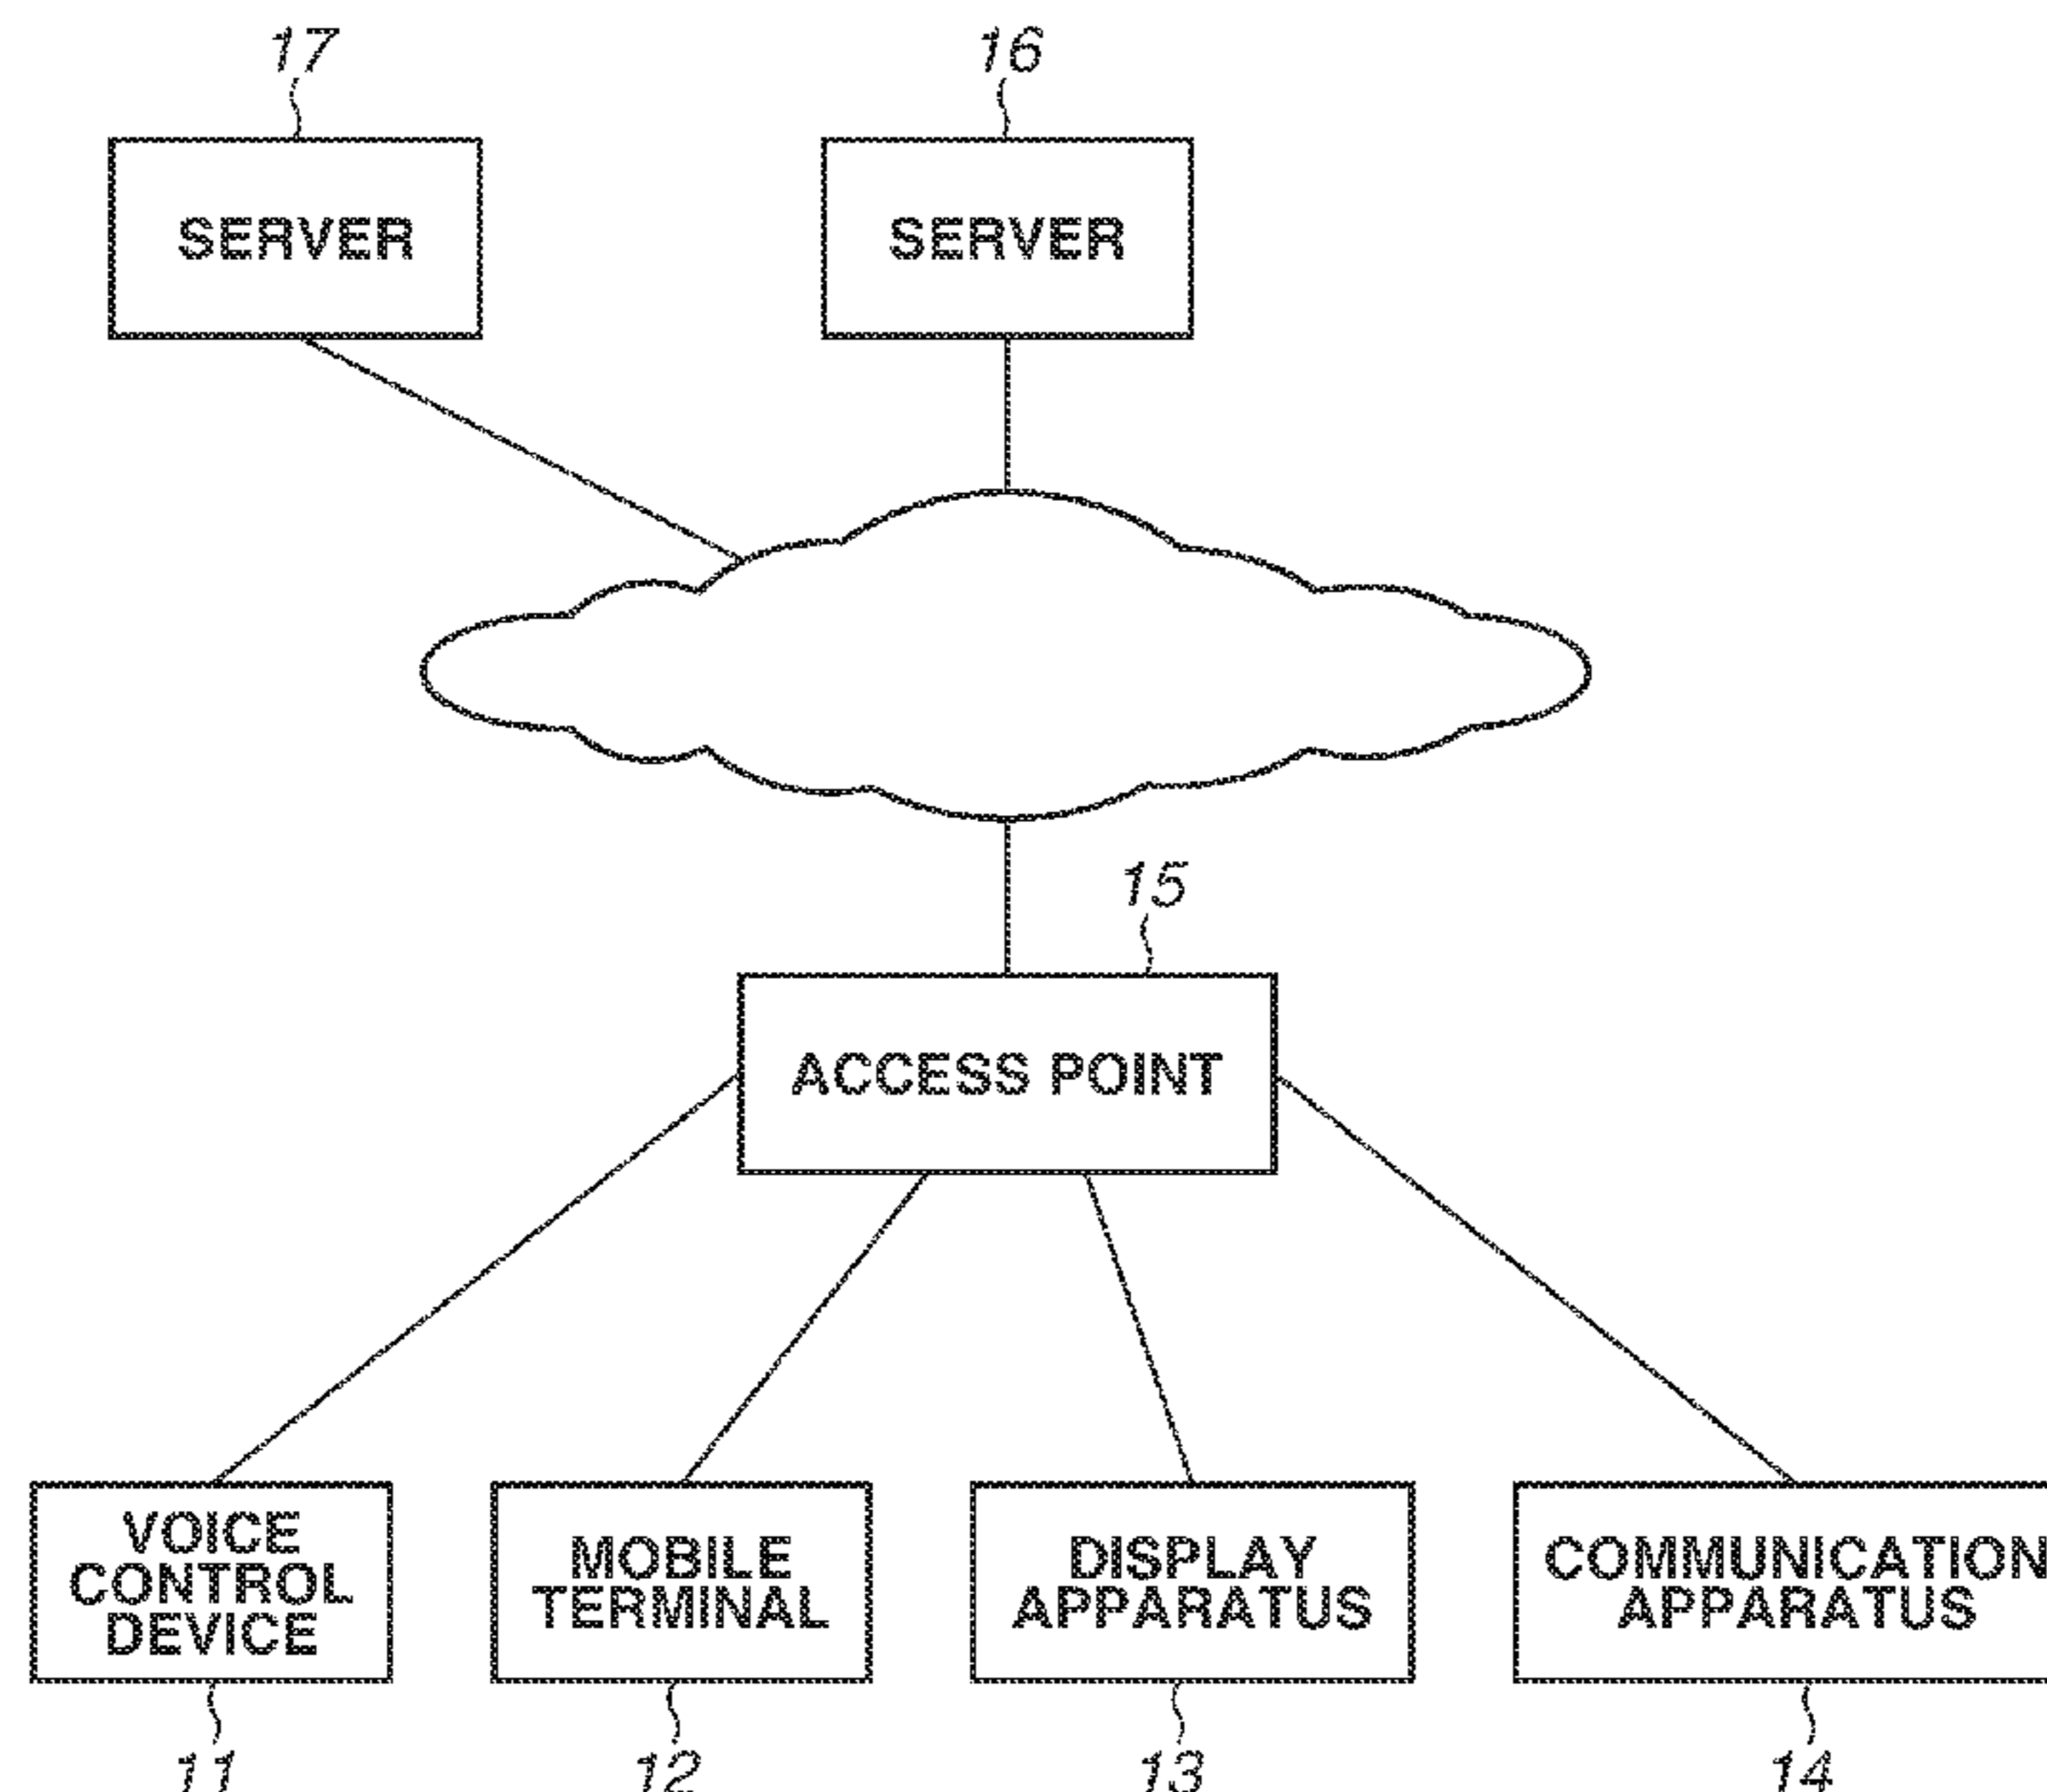 17
16
SERVER
SERVER
15
ACCESS POINT
VOICE
CONTROL
DEVICE
MOBILE
TERMINAL
DISPLAY
APPARATUS
COMMUNICATION
APPARATUS
11
12
13
14